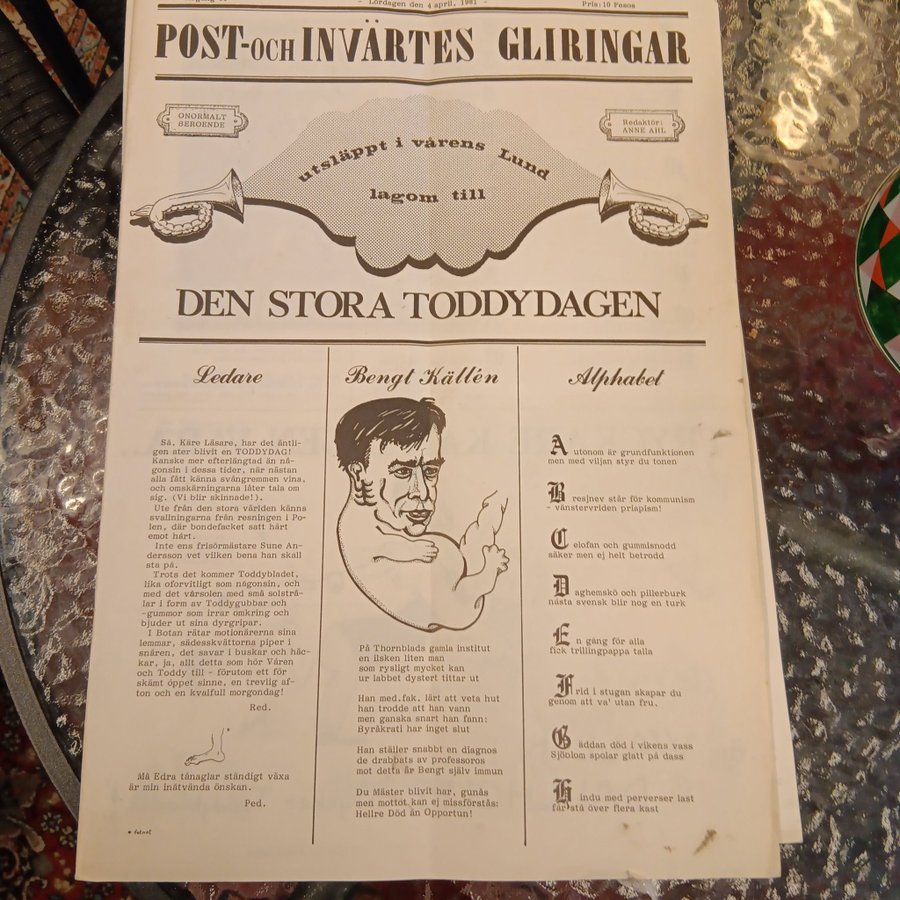 - Lördagen den 4 april, 1981 -
Pris: 10 Pesos
POST- OCH INVÄRTES GLIRINGAR
ONORMALT
BEROENDE
Redaktör:
ANNE AHL
utsläppt i vårens Lund
lagom till
DEN STORA TODDYDAGEN
Ledare
Så, Käre Läsare, har det äntli-
gen ater blivit en TODDYDAG!
Kanske mer efterlängtad än nå-
gonsin i dessa tider, när nästan
alla fått känna svångremmen vina,
och omskärningarna låter tala om
sig. (Vi blir skinnade!).
Ute från den stora världen känns
svallningarna från resningen i Po-
len, där bondefacket satt hårt
emot hårt.
Inte ens frisörmästare Sune An-
dersson vet vilken bena han skall
sta på.
Trots det kommer Toddybladet,
lika oförvitligt som någonsin, och
med det vårsolen med små solstrå-
lar i form av Toddygubbar och
-gummor som irrar omkring och
bjuder ut sina dyrgripar.
I Botan rätar motionärerna sina
lemmar, sädesskvättorna piper i
snåren, det savar i buskar och häc-
kar, ja, allt detta som hör Våren
och Toddy till - förutom ett för
skämt öppet sinne, en trevlig af-
ton och en kvalfull morgondag!
Red.
*
Må Edra tånaglar ständigt växa
är min inåtvända önskan.
Ped.
* fotnot
Bengt Källén
På Thornblads gamla institut
en ilsken liten man
som rysligt mycket kan
ur labbet dystert tittar ut
Han med.fak. lärt att veta hut
han trodde att han vann
men ganska snart han fann:
Byråkrati har inget slut
Han ställer snabbt en diagnos
de drabbats av professoros
mot detta är Bengt själv immun
Du Mäster blivit har, gunås
men mottot kan ej missförstås:
Hellre Död än Opportun!
Alphabet
Autonom är grundfunktionen
men med viljan styr du tonen
Bresjnev står för kommunism
- vänstervriden priapism!
Celofan och gummisnodd
säker men ej helt betrodd
Daghemskö och pillerburk
nästa svensk blir nog en turk
En gång för alla
fick trillingpappa talla
Frid i stugan skapar du
genom att va' utan fru.
Gäddan död i vikens vass
Sjöblom spolar glatt på dass
Hindu med perverser last
får stå över flera kast